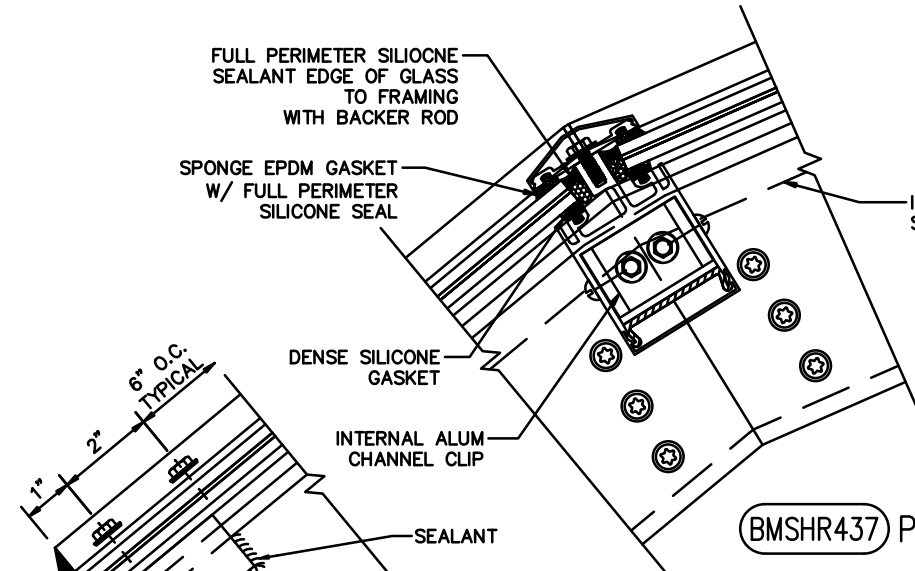 FULL PERIMETER SILIOCNE
SEALANT EDGE OF GLASS
TO FRAMING
WITH BACKER ROD
SPONGE EPDM GASKET
W/ FULL PERIMETER
SILICONE SEAL
DENSE SILICONE
GASKET
INTERNAL ALUM
CHANNEL CLIP
6" O.C.
TYPICAL
2"
1"
SEALANT
BMSHR437 P